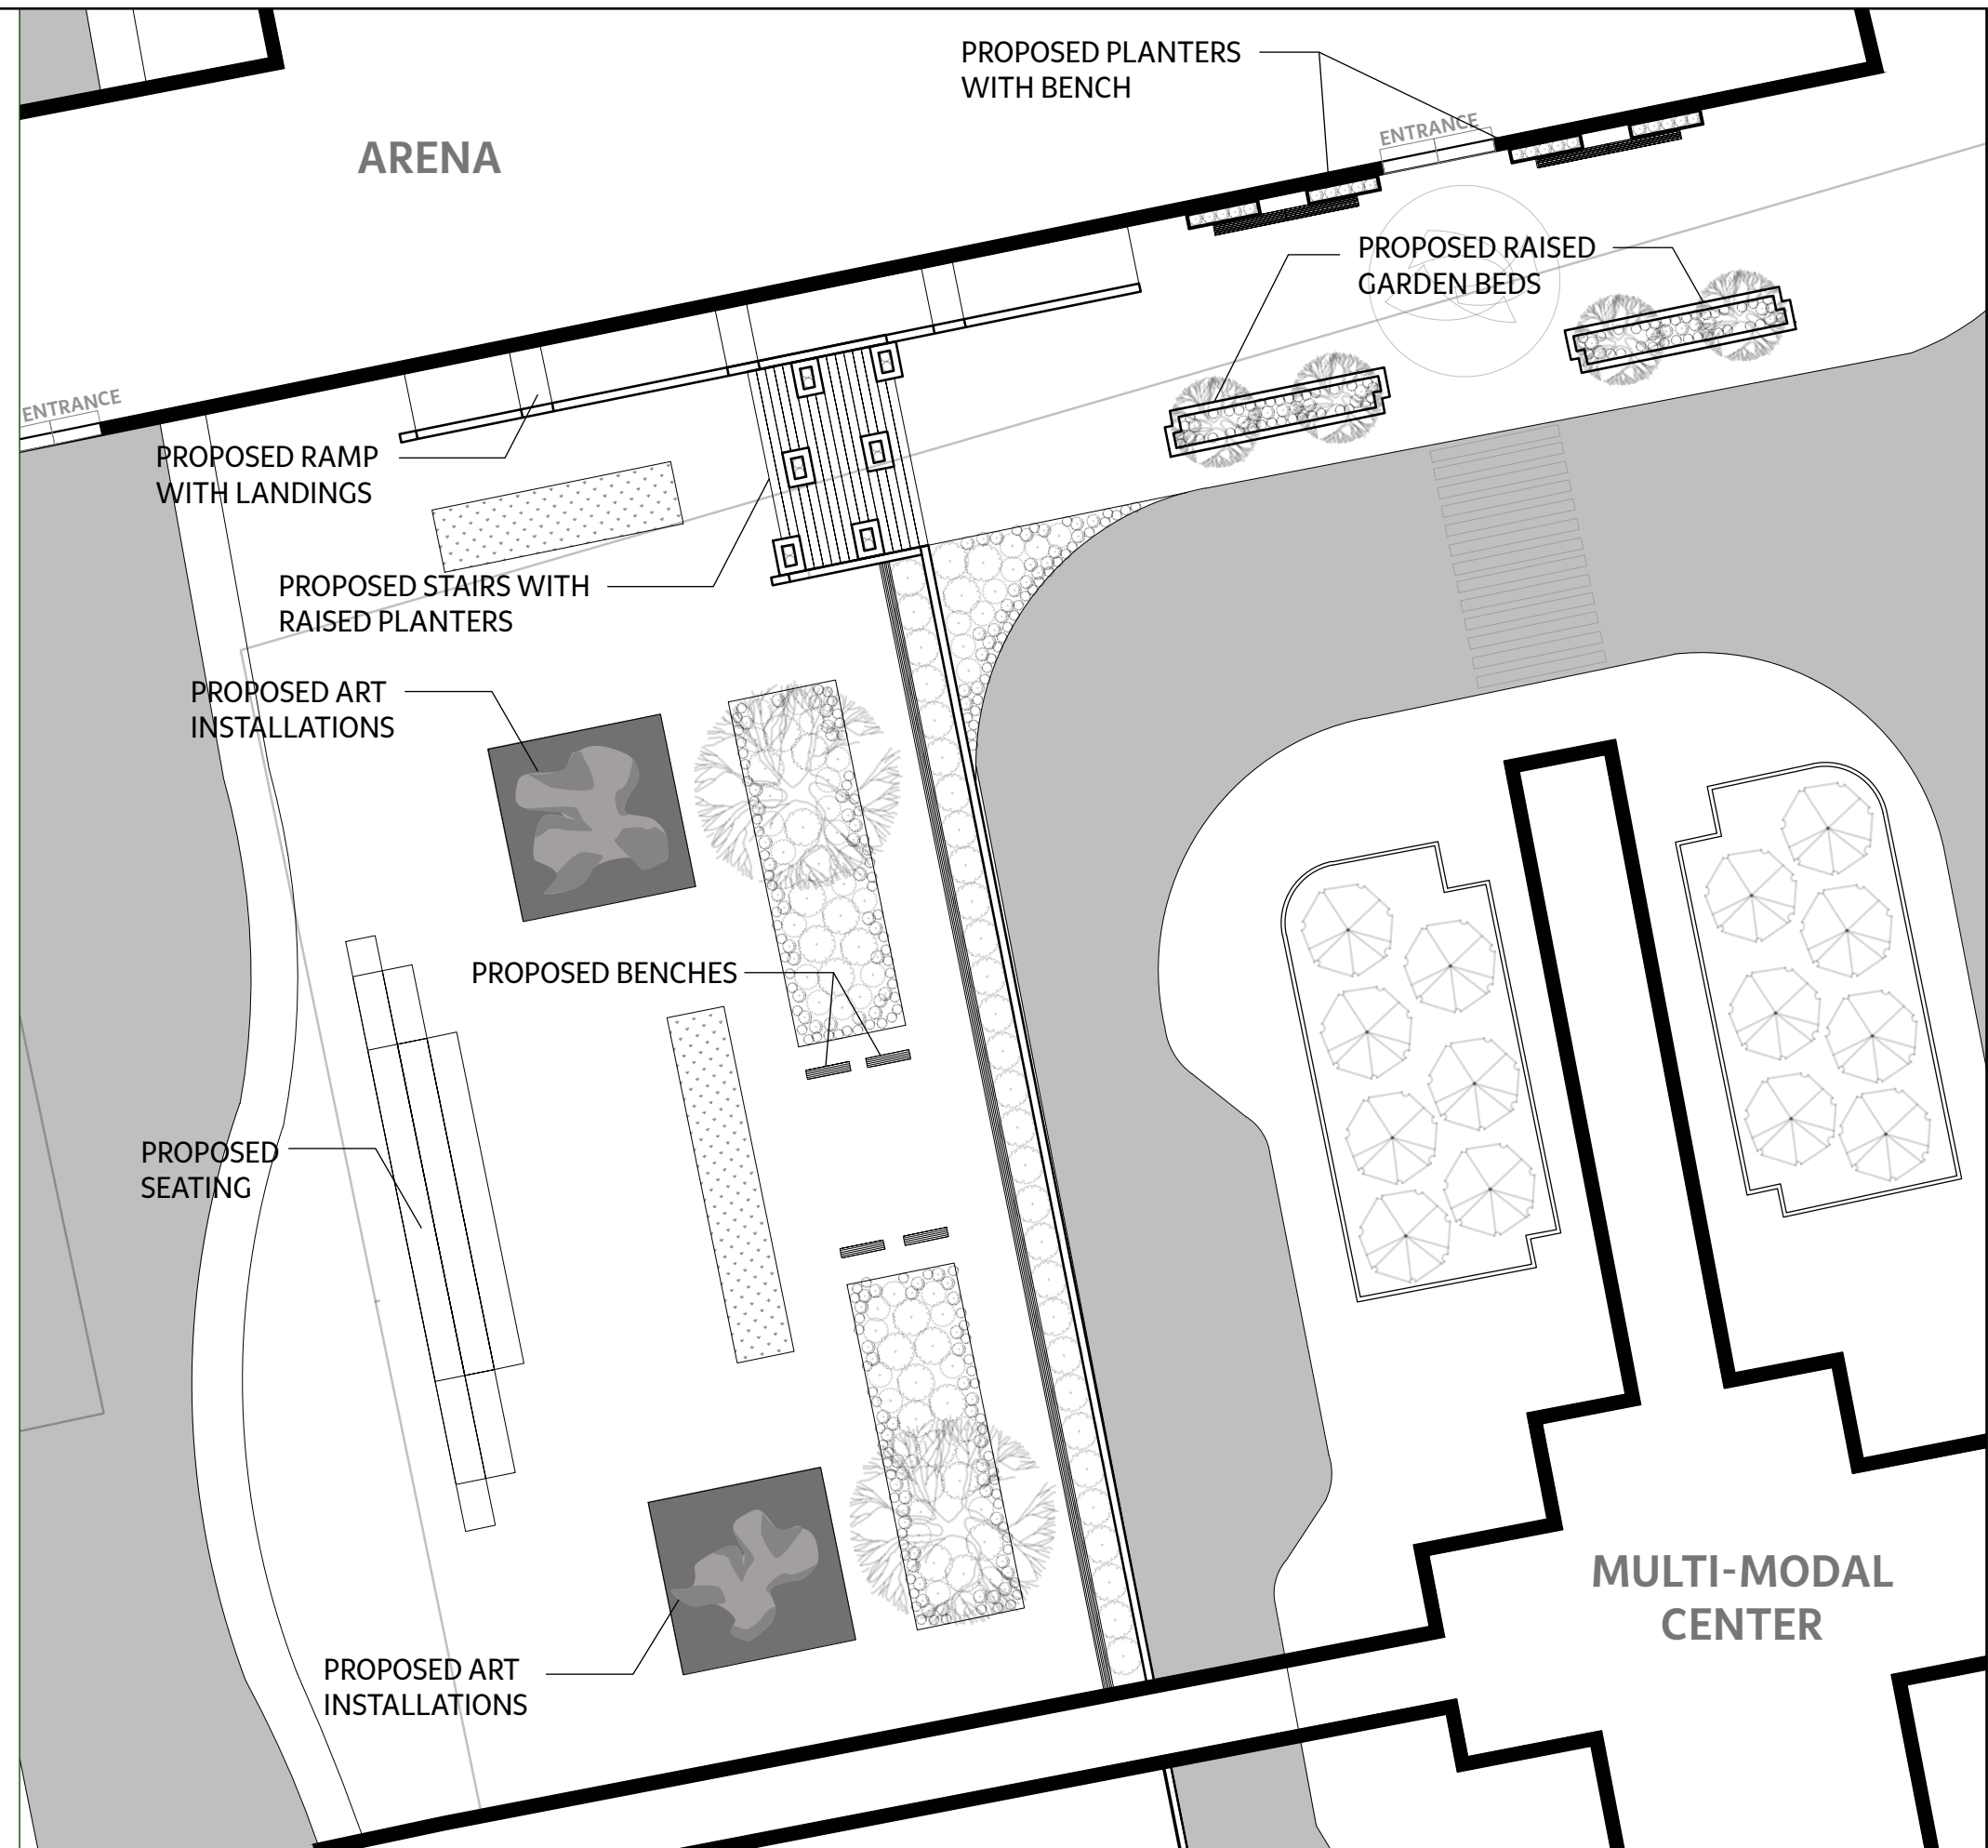 PROPOSED PLANTERS
WITH BENCH
ENTRANCE
ARENA
PROPOSED RAISED
GARDEN BEDS
ENTRANCE
PROPOSED RAMP
WITH LANDINGS
PROPOSED STAIRS WITH
RAISED PLANTERS
PROPOSED ART
INSTALLATIONS
PROPOSED BENCHES
PROPOSED
SEATING
MULTI-MODAL
CENTER
PROPOSED ART
INSTALLATIONS